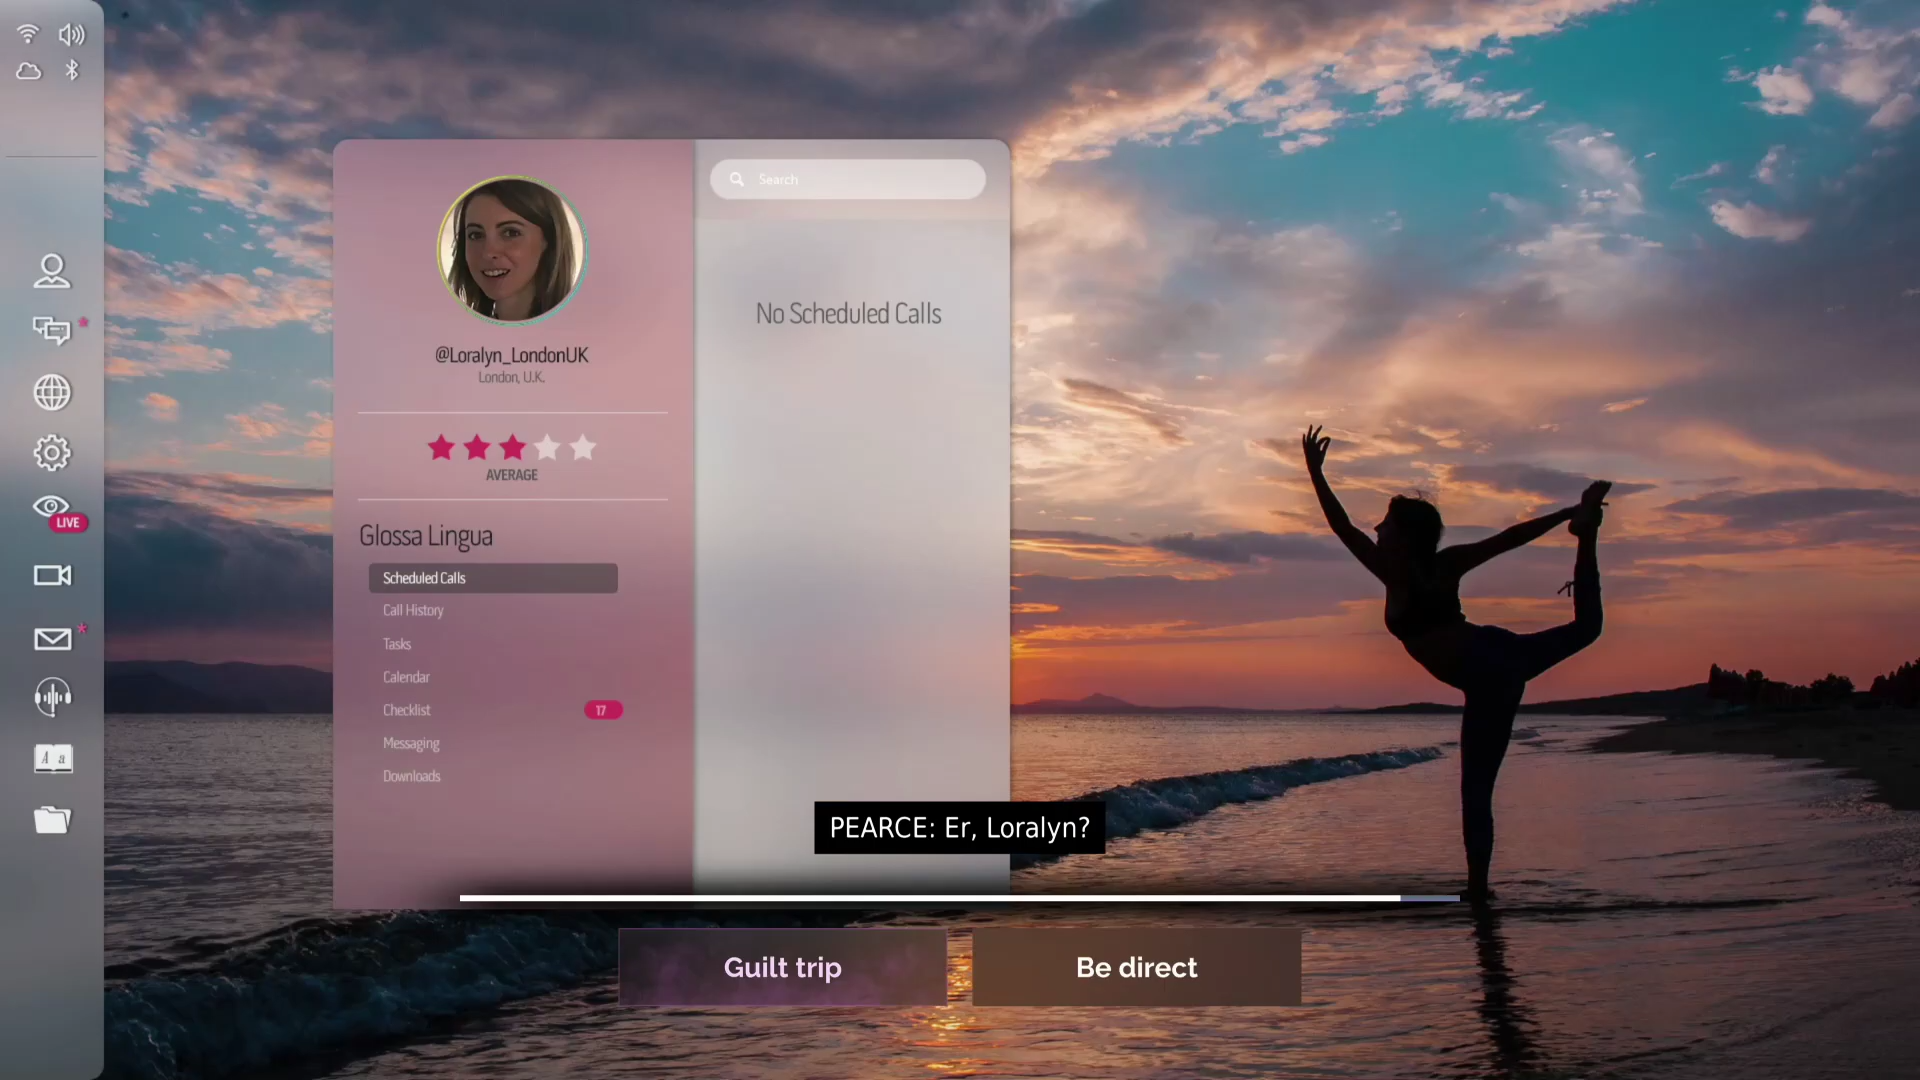 LIVE
A a
@Loralyn_LondonUK
London, U.K.
AVERAGE
Glossa Lingua
Scheduled Calls
Call History
Tasks
Calendar
Checklist 17
Messaging
Downloads
Search
No Scheduled Calls
PEARCE: Er, Loralyn?
Guilt trip
Be direct